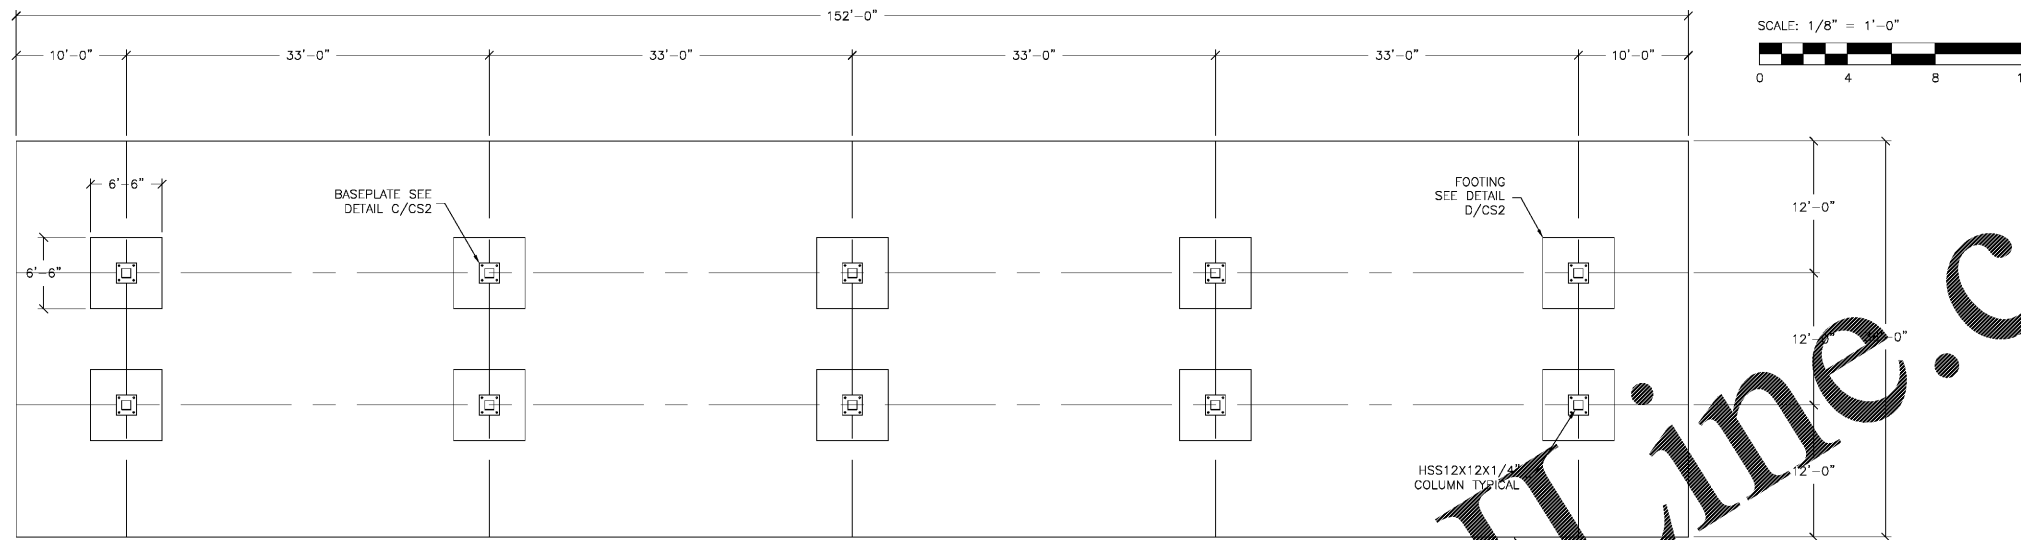 152'-0"
SCALE: 1/8" = 1'-0"
10'-0" 33'-0" 33'-0" 33'-0" 33'-0" 10'-0"
0 4 8 1
6'-6"
BASEPLATE SEE
DETAIL C/CS2
FOOTING
SEE DETAIL
D/CS2
12'-0"
6'-6"
12'-0"
HSS12X12X1/4"
COLUMN TYPICAL
12'-0"
Line.c